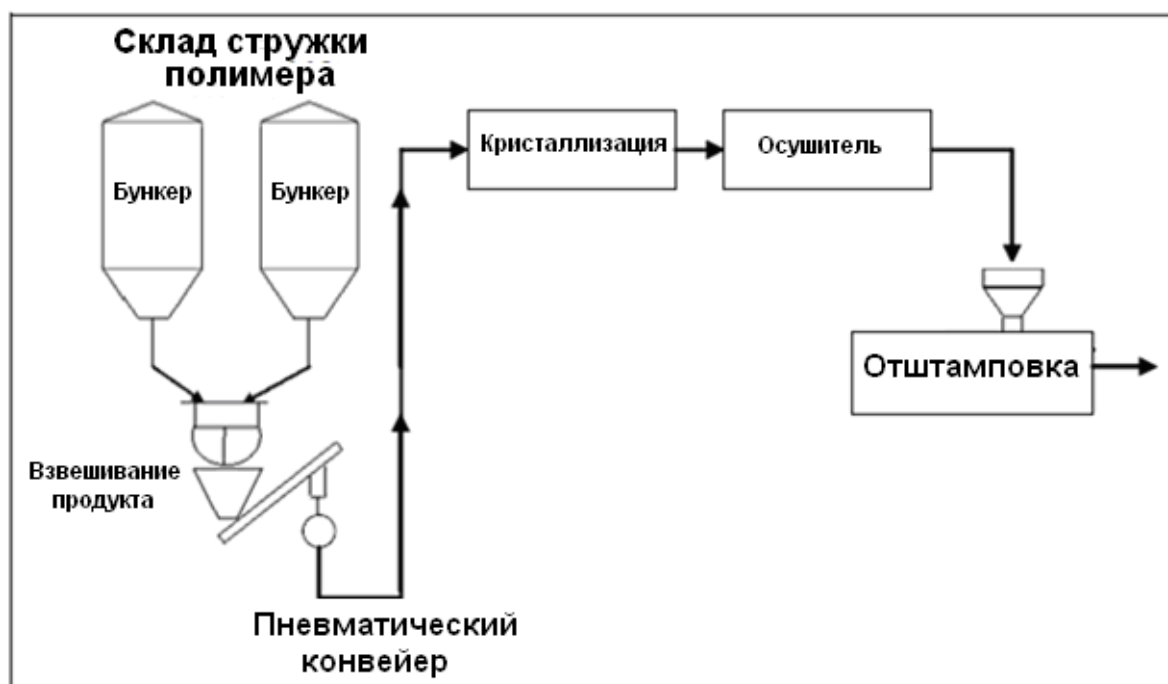 Склад стружки
полимера
Бункер
Бункер
Кристаллизация
Осушитель
Отштамповка
Взвешивание
продукта
Пневматический
конвейер